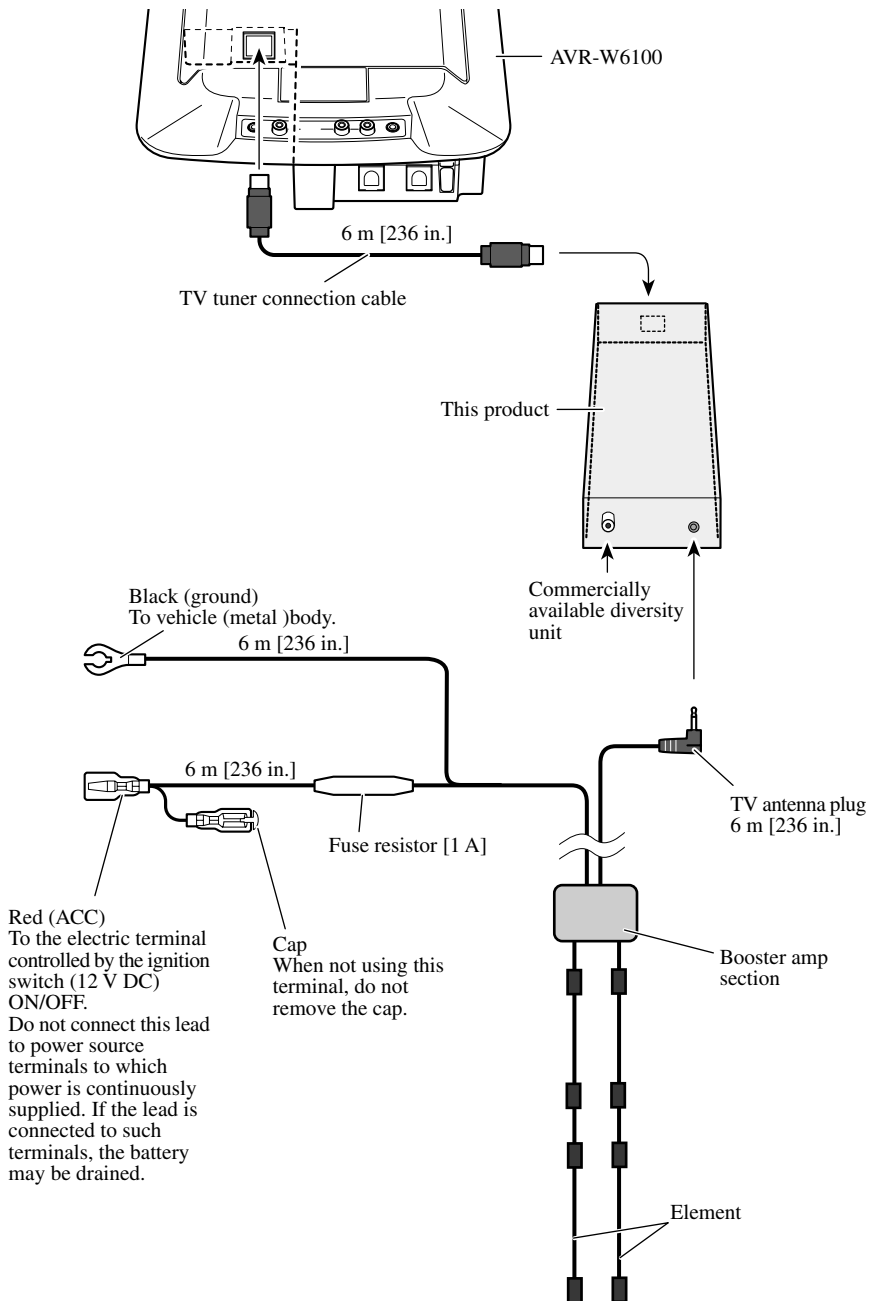 AVR-W6100
6 m [236 in.]
TV tuner connection cable
This product
Commercially
available diversity
unit
Black (ground)
To vehicle (metal )body.
6 m [236 in.]
6 m [236 in.]
Fuse resistor [1 A]
TV antenna plug
6 m [236 in.]
Red (ACC)
To the electric terminal
controlled by the ignition
switch (12 V DC)
ON/OFF.
Do not connect this lead
to power source
terminals to which
power is continuously
supplied. If the lead is
connected to such
terminals, the battery
may be drained.
Cap
When not using this
terminal, do not
remove the cap.
Booster amp
section
Element